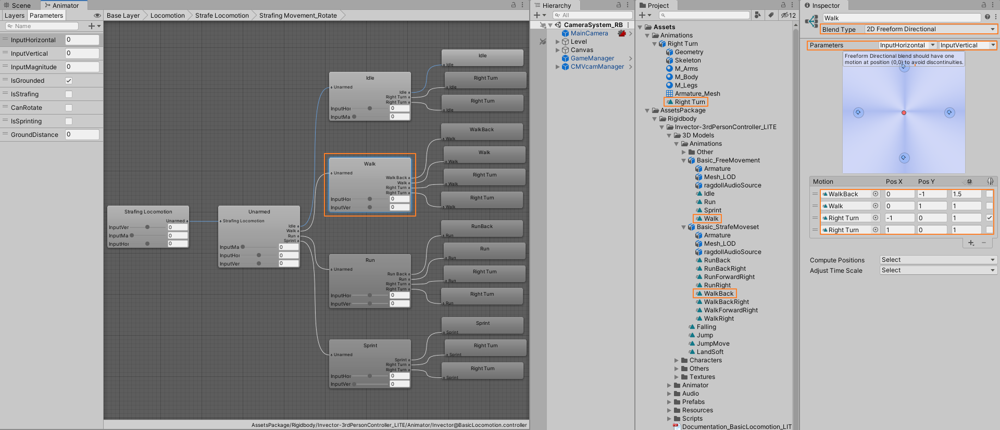 Scene
Animator
Layers
Parameters
Name
InputHorizontal 0
InputVertical 0
InputMagnitude 0
IsGrounded
IsStrafing
CanRotate
IsSprinting
GroundDistance 0
Base Layer
Locomotion
Strafe Locomotion
Strafing Movement_Rotate
Strafing Locomotion
Unarmed
InputVer 0
InputMa 0
InputHor 0
Unarmed
Strafing Locomotion
Idle
Walk
Run
Sprint
InputMa 0
InputHor 0
InputVer 0
Idle
Unarmed
Idle
Right Turn
Right Turn
InputHor 0
InputMa 0
Walk
Unarmed
Walk Back
Walk
Right Turn
Right Turn
InputHor 0
InputVer 0
Run
Unarmed
Run Back
Run
Right Turn
Right Turn
InputHor 0
InputVer 0
Sprint
Unarmed
Sprint
Right Turn
Right Turn
InputHor 0
InputVer 0
Idle
Idle
Right Turn
Idle
Right Turn
Idle
WalkBack
Walk
Walk
Walk
Right Turn
Walk
Right Turn
Walk
RunBack
Run
Run
Run
Right Turn
Run
Right Turn
Run
Sprint
Sprint
Right Turn
Sprint
Right Turn
Sprint
AssetsPackage/Rigidbody/Invector-3rdPersonController_LITE/Animator/Invector@BasicLocomotion.controller
Hierarchy
All
CameraSystem_RB
MainCamera
Level
Canvas
GameManager
CMVcamManager
Project
12
Assets
Animations
Right Turn
Geometry
Skeleton
M_Arms
M_Body
M_Legs
Armature_Mesh
Right Turn
AssetsPackage
Rigidbody
Invector-3rdPersonController_LITE
3D Models
Animations
Other
Basic_FreeMovement
Armature
Mesh_LOD
ragdollAudioSource
Idle
Run
Sprint
Walk
Basic_StrafeMoveset
Armature
Mesh_LOD
ragdollAudioSource
RunBack
RunBackRight
RunForwardRight
RunRight
WalkBack
WalkBackRight
WalkForwardRight
WalkRight
Falling
Jump
JumpMove
LandSoft
Characters
Others
Textures
Animator
Audio
Prefabs
Resources
Scripts
Documentation_BasicLocomotion_LIT
Inspector
Walk
Blend Type 2D Freeform Directional
Parameters InputHorizontal InputVertical
Freeform Directional blend should have one
motion at position (0,0) to avoid discontinuities.
Motion Pos X Pos Y
WalkBack 0 -1 1.5
Walk 0 1 1
Right Turn -1 0 1
Right Turn 1 0 1
Compute Positions Select
Adjust Time Scale Select